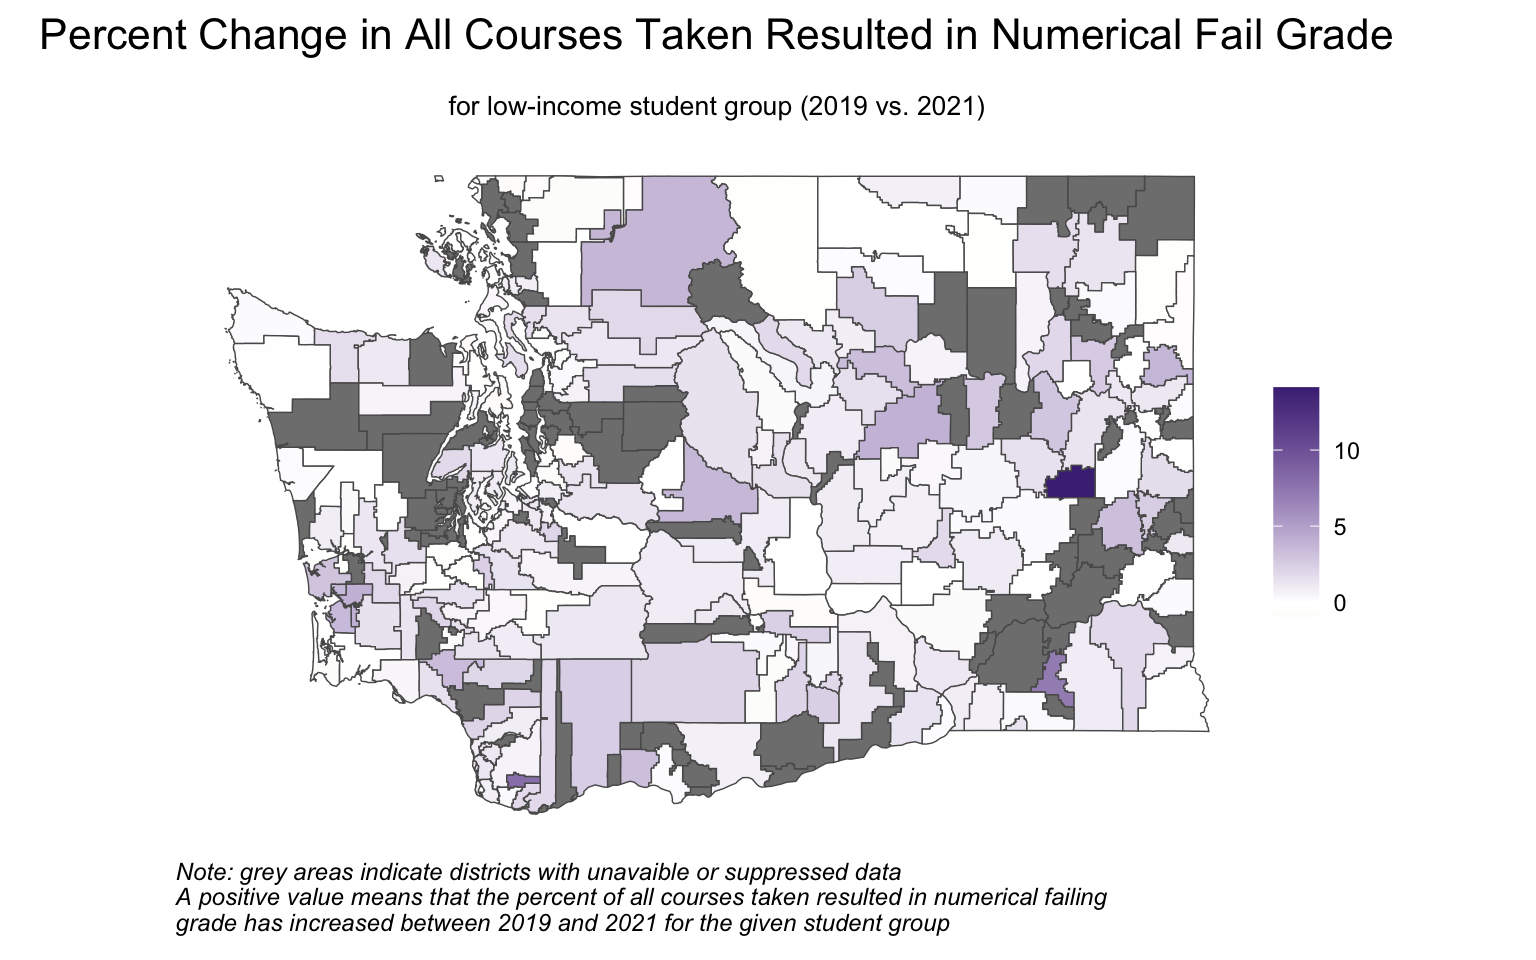 Percent Change in All Courses Taken Resulted in Numerical Fail Grade
for low-income student group (2019 vs. 2021)
10
5
0
Note: grey areas indicate districts with unavaible or suppressed data
A positive value means that the percent of all courses taken resulted in numerical failing
grade has increased between 2019 and 2021 for the given student group